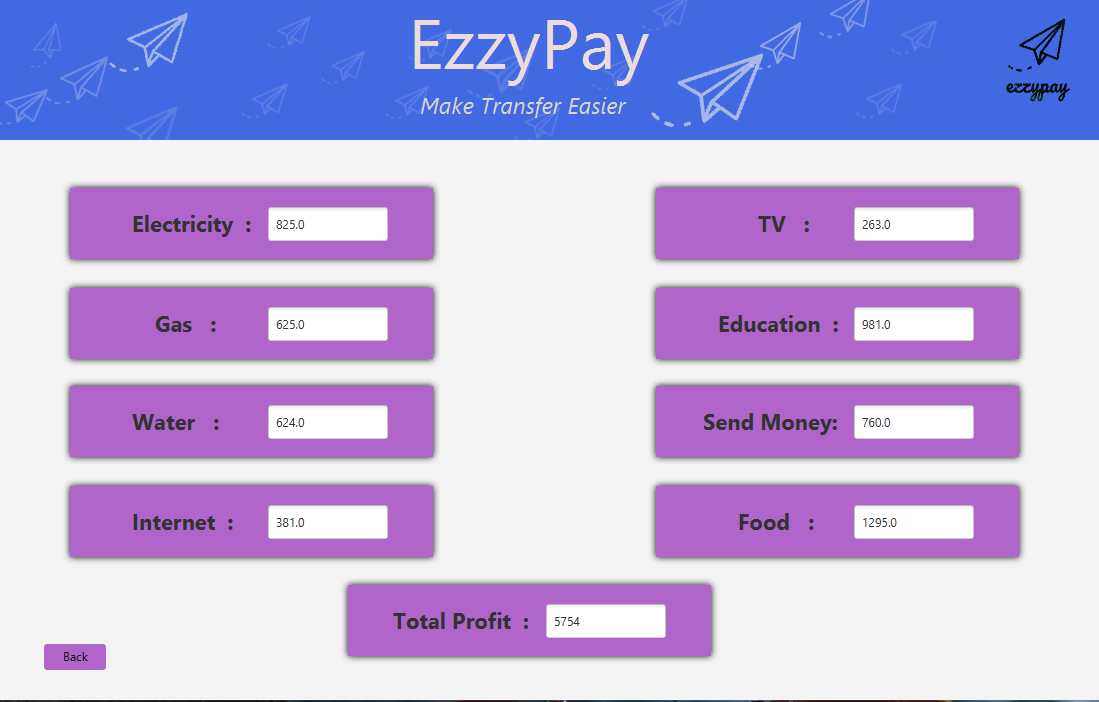 EzzyPay
Make Transfer Easier
ezzypay
Electricity : 825.0
TV : 263.0
Gas : 625.0
Education : 981.0
Water : 624.0
Send Money: 760.0
Internet : 381.0
Food : 1295.0
Total Profit : 5754
Back